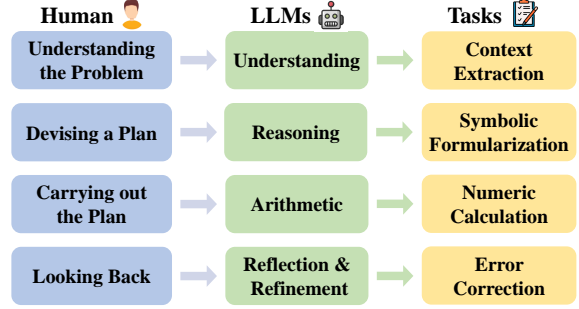 Human LLMs Tasks
Understanding
the Problem
Understanding
Context
Extraction
Devising a Plan
Reasoning
Symbolic
Formularization
Carrying out
the Plan
Arithmetic
Numeric
Calculation
Looking Back
Reflection &
Refinement
Error
Correction